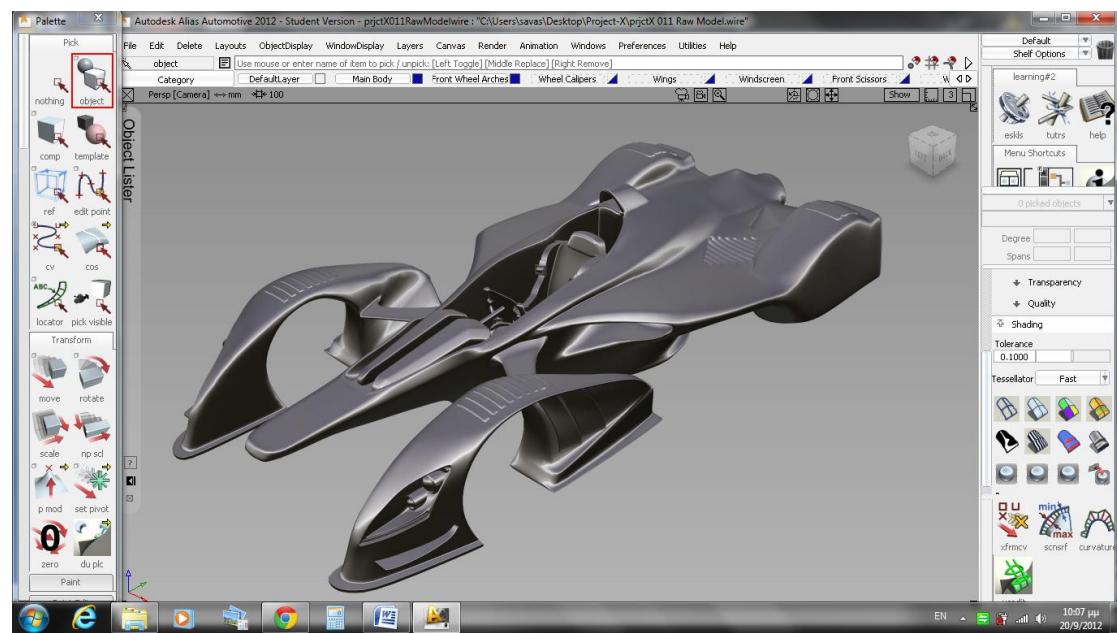 Palette
Autodesk Alias Automotive 2012 - Student Version - prjctX011RawModelwire : "C:\Users\savas\Desktop\Project-X\prjctX 011 Raw Model.wire"
Pick
File Edit Delete Layouts ObjectDisplay WindowDisplay Layers Canvas Render Animation Windows Preferences Utilities Help
Default
Shelf Options
object
Use mouse or enter name of item to pick / unpick: [Left Toggle] [Middle Replace] [Right Remove]
Category DefaultLayer Main Body Front Wheel Arches Wheel Calipers Wings Windscreen Front Scissors
Persp [Camera] <-> mm 100
Show
3
Object Lister
nothing object
comp template
ref edit point
cv cos
ABC
locator pick visible
Transform
move rotate
scale np scl
p mod set pivot
0
zero du plc
Paint
learning#2
eskls tutrs help
Menu Shortcuts
0 picked objects
Degree
Spans
Transparency
Quality
Shading
Tolerance
0.1000
Tessellator Fast
min
max
xfrmcv scnsrf curvature
?
EN
10:07 μμ
20/9/2012